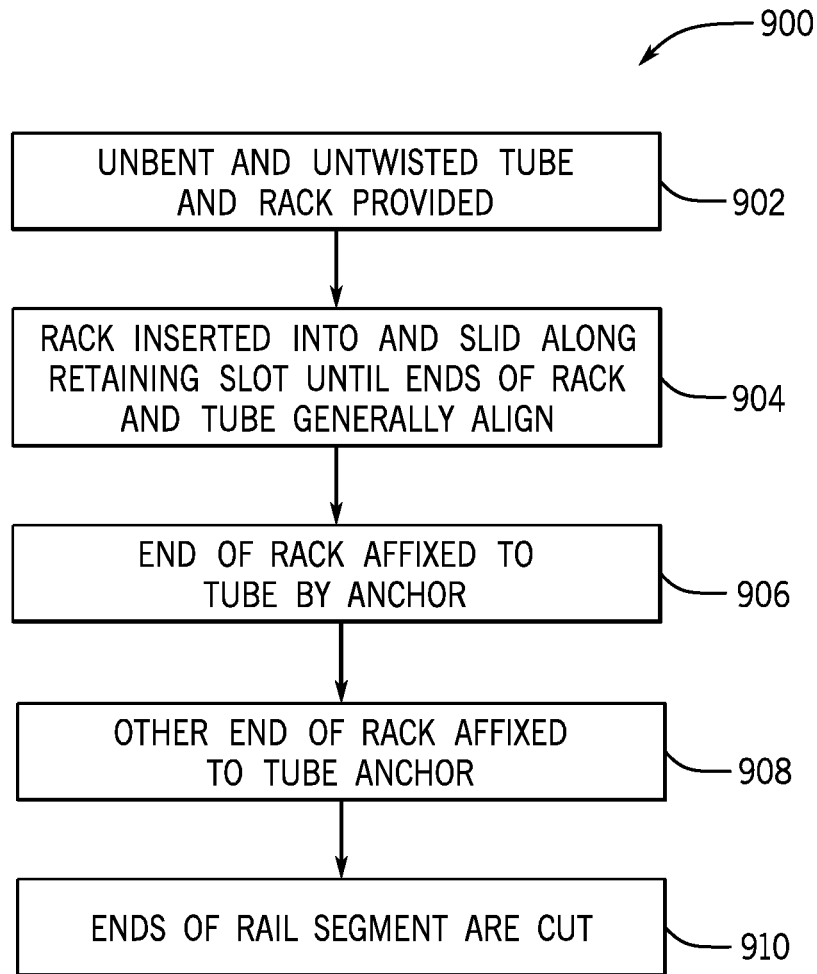 900
UNBENT AND UNTWISTED TUBE
AND RACK PROVIDED
902
RACK INSERTED INTO AND SLID ALONG
RETAINING SLOT UNTIL ENDS OF RACK
AND TUBE GENERALLY ALIGN
904
END OF RACK AFFIXED TO
TUBE BY ANCHOR
906
OTHER END OF RACK AFFIXED
TO TUBE ANCHOR
908
ENDS OF RAIL SEGMENT ARE CUT
910